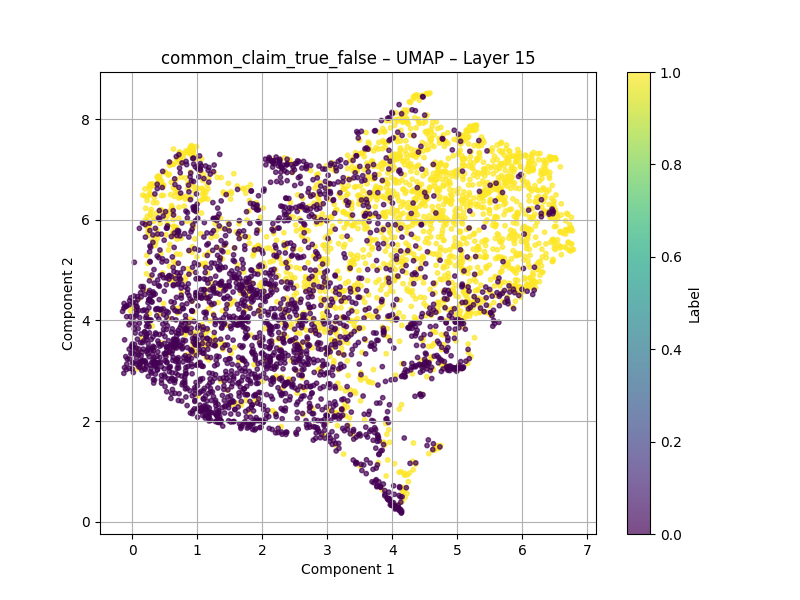 common_claim_true_false – UMAP – Layer 15
Component 2
8
6
4
2
0
0 1 2 3 4 5 6 7
Component 1
1.0
0.8
0.6
0.4
0.2
0.0
Label